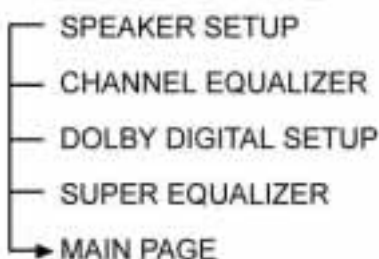 SPEAKER SETUP
CHANNEL EQUALIZER
DOLBY DIGITAL SETUP
SUPER EQUALIZER
MAIN PAGE